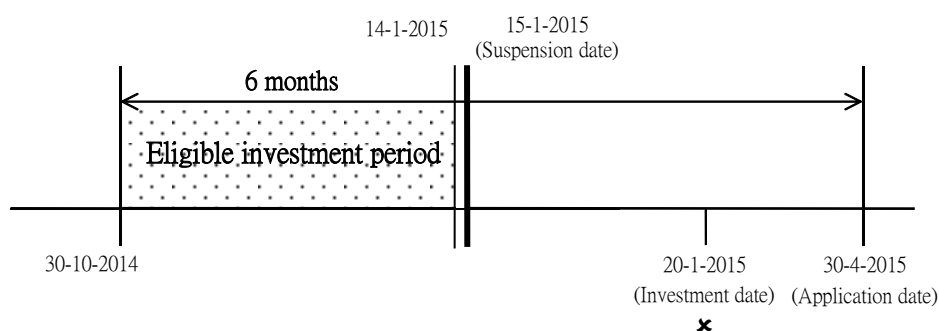 14-1-2015
15-1-2015
(Suspension date)
6 months
Eligible investment period
30-10-2014
20-1-2015
(Investment date)
30-4-2015
(Application date)
×